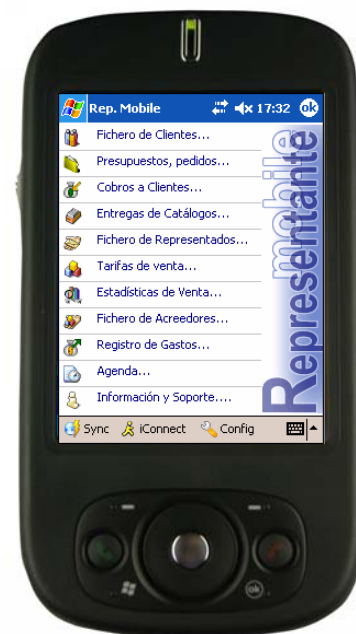 Rep. Mobile 17:32 ok
Fichero de Clientes...
Presupuestos, pedidos...
Cobros a Clientes...
Entregas de Catálogos...
Fichero de Representados...
Tarifas de venta...
Estadísticas de Venta...
Fichero de Acreedores...
Registro de Gastos...
Agenda...
Información y Soporte....
Representante
mobile
Sync iConnect Config
ok